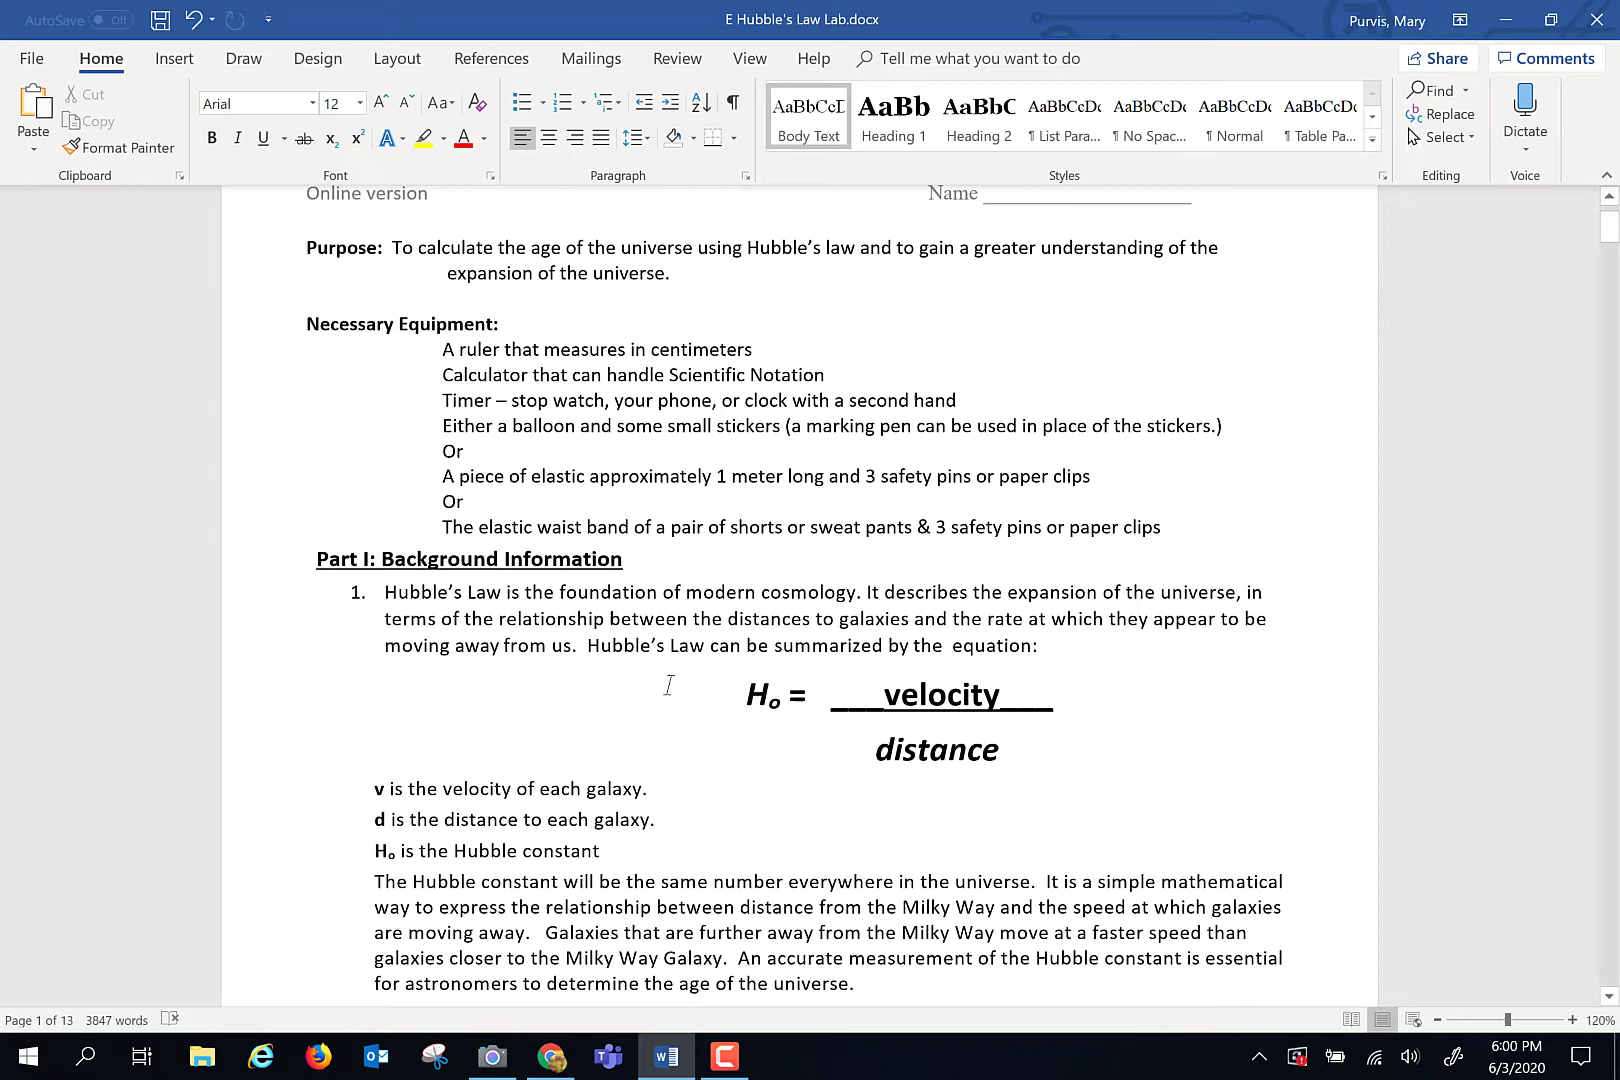 AutoSave Off
E Hubble's Law Lab.docx
Purvis, Mary
File Home Insert Draw Design Layout References Mailings Review View Help Tell me what you want to do Share Comments
Paste
Cut
Copy
Format Painter
Clipboard
Arial 12
Aa
B I U ab x₂ x² A A
Font
Paragraph
AaBbCcI AaBb AaBbC AaBbCcDc AaBbCcDc AaBbCcDc AaBbCcDc
Body Text Heading 1 Heading 2 ¶ List Para... ¶ No Spac... ¶ Normal ¶ Table Pa...
Styles
Find
Replace
Select
Editing
Dictate
Voice
Online version Name ____________________
Purpose: To calculate the age of the universe using Hubble’s law and to gain a greater understanding of the
expansion of the universe.
Necessary Equipment:
A ruler that measures in centimeters
Calculator that can handle Scientific Notation
Timer – stop watch, your phone, or clock with a second hand
Either a balloon and some small stickers (a marking pen can be used in place of the stickers.)
Or
A piece of elastic approximately 1 meter long and 3 safety pins or paper clips
Or
The elastic waist band of a pair of shorts or sweat pants & 3 safety pins or paper clips
Part I: Background Information
1. Hubble’s Law is the foundation of modern cosmology. It describes the expansion of the universe, in
terms of the relationship between the distances to galaxies and the rate at which they appear to be
moving away from us. Hubble’s Law can be summarized by the equation:
Hₒ = ___velocity___
distance
v is the velocity of each galaxy.
d is the distance to each galaxy.
Hₒ is the Hubble constant
The Hubble constant will be the same number everywhere in the universe. It is a simple mathematical
way to express the relationship between distance from the Milky Way and the speed at which galaxies
are moving away. Galaxies that are further away from the Milky Way move at a faster speed than
galaxies closer to the Milky Way Galaxy. An accurate measurement of the Hubble constant is essential
for astronomers to determine the age of the universe.
Page 1 of 13 3847 words 120%
6:00 PM
6/3/2020